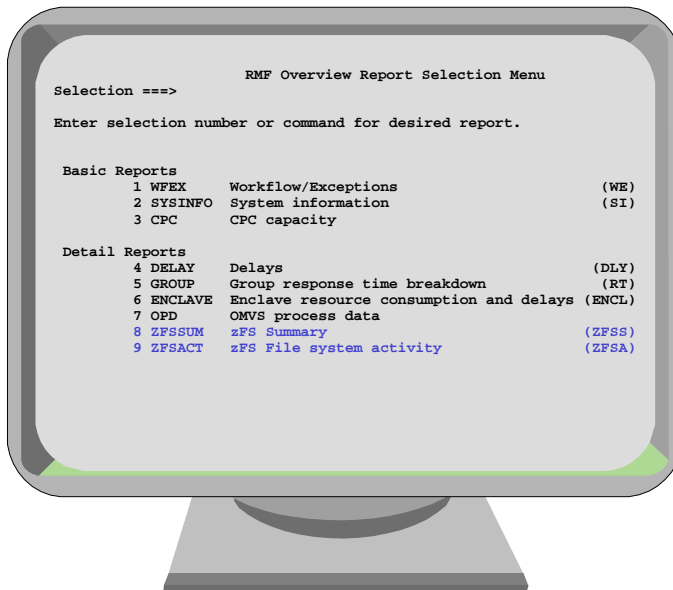 RMF Overview Report Selection Menu
Selection ===>
Enter selection number or command for desired report.
Basic Reports
1 WFEX Workflow/Exceptions (WE)
2 SYSINFO System information (SI)
3 CPC CPC capacity
Detail Reports
4 DELAY Delays (DLY)
5 GROUP Group response time breakdown (RT)
6 ENCLAVE Enclave resource consumption and delays (ENCL)
7 OPD OMVS process data
8 ZFSSUM zFS Summary (ZFSS)
9 ZFSACT zFS File system activity (ZFSA)